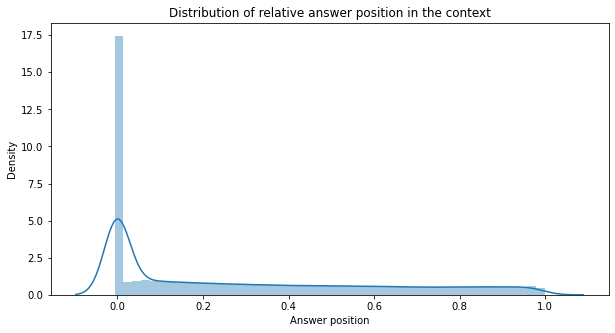 Distribution of relative answer position in the context
Density
17.5
15.0
12.5
10.0
7.5
5.0
2.5
0.0
0.0 0.2 0.4 0.6 0.8 1.0
Answer position